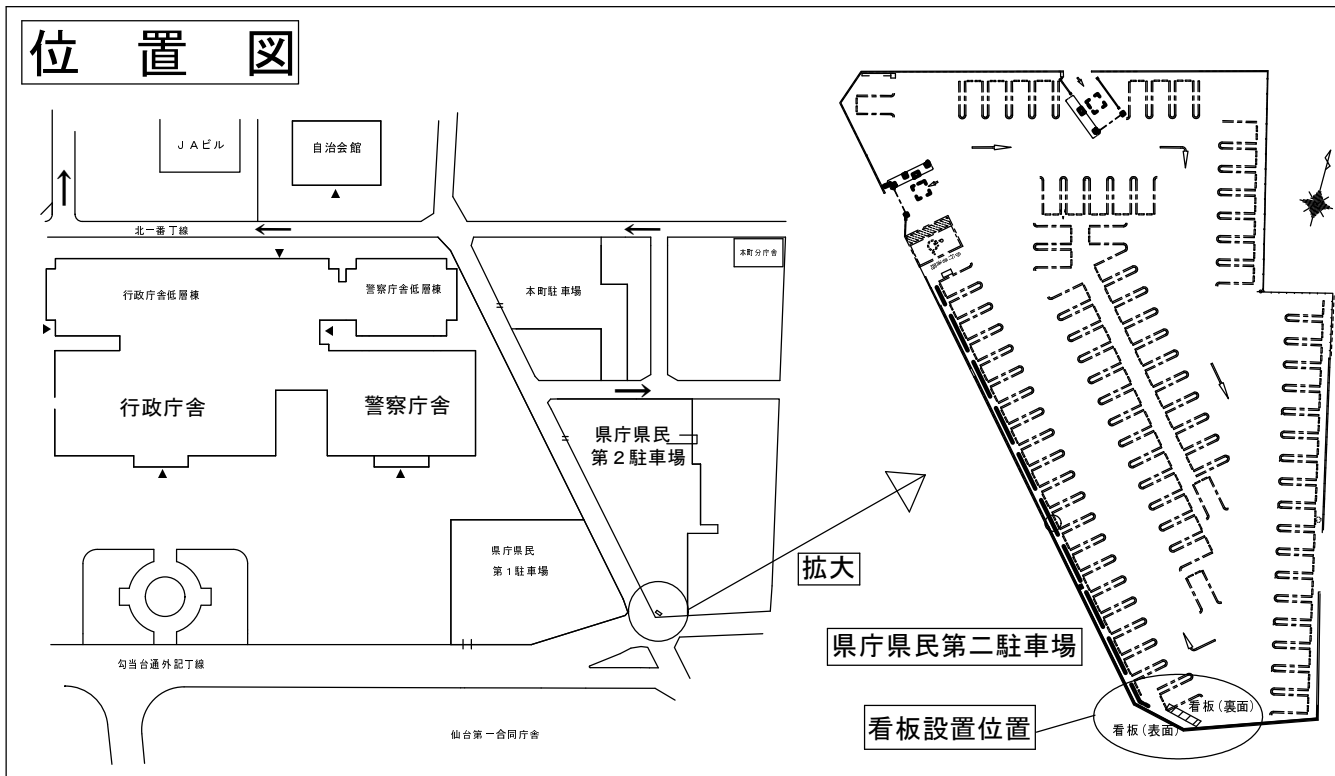 位置図
JAビル
自治会館
北一番丁線
本町分庁舎
行政庁舎低層棟
警察庁舎低層棟
本町駐車場
行政庁舎
警察庁舎
県庁県民
第2駐車場
県庁県民
第1駐車場
拡大
勾当台通外記丁線
仙台第一合同庁舎
県庁県民第二駐車場
看板設置位置
看板(裏面)
看板(表面)